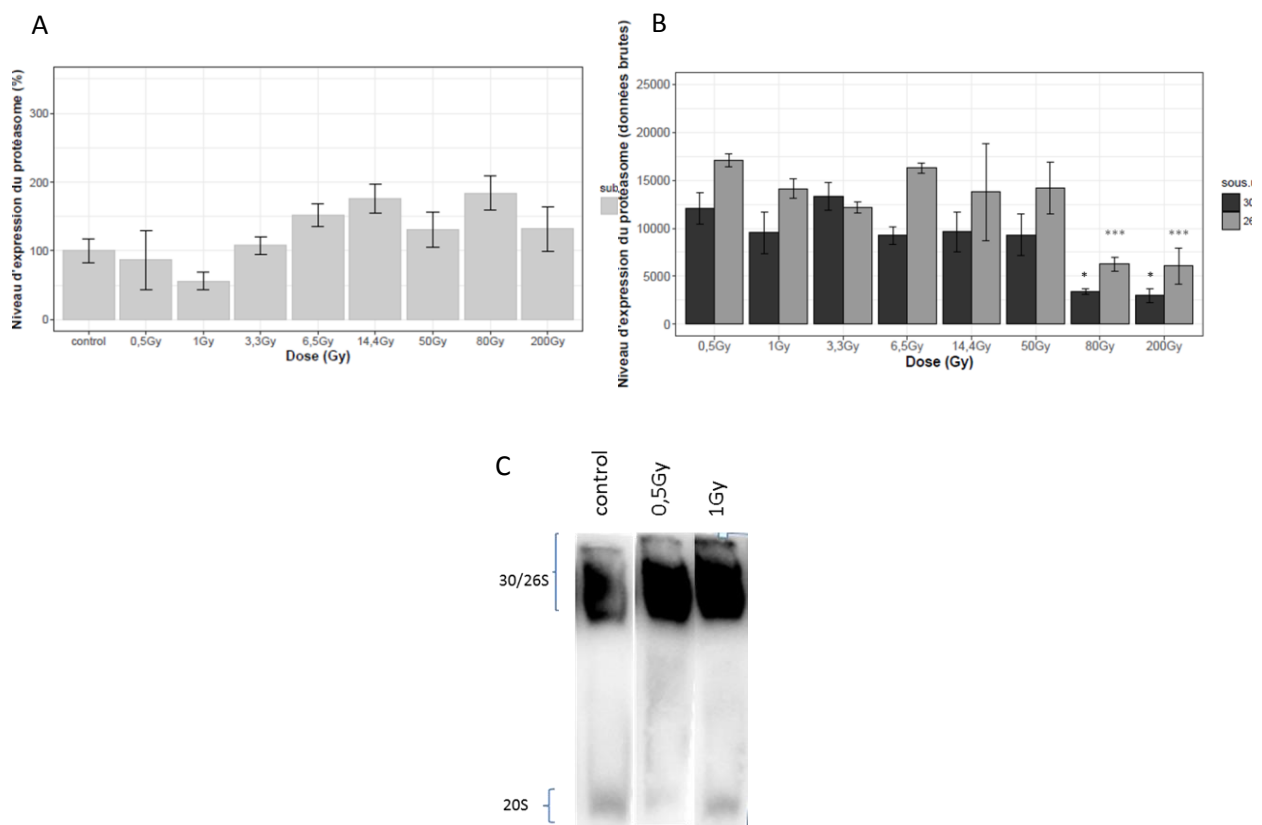 A
Niveau d'expression du protéasome (%)
300
200
100
0
control 0,5Gy 1Gy 3,3Gy 6,5Gy 14,4Gy 50Gy 80Gy 200Gy
Dose (Gy)
sub
B
Niveau d'expression du protéasome (données brutes)
25000
20000
15000
10000
5000
0
* *** * ***
0,5Gy 1Gy 3,3Gy 6,5Gy 14,4Gy 50Gy 80Gy 200Gy
Dose (Gy)
sous.
30
26
C
control 0,5Gy 1Gy
30/26S
20S